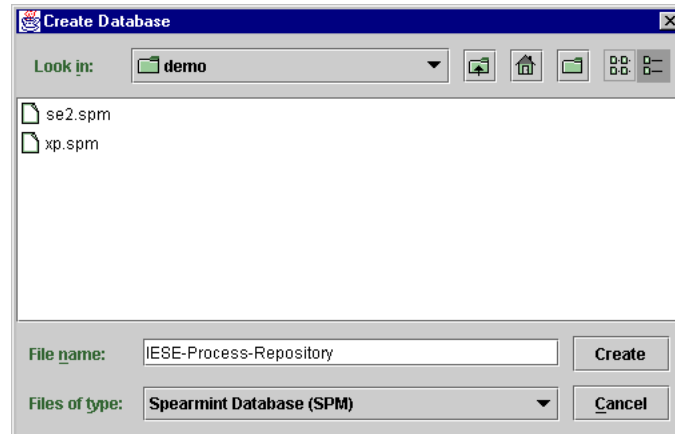 Create Database
Look in: demo
se2.spm
xp.spm
File name: IESE-Process-Repository Create
Files of type: Spearmint Database (SPM) Cancel